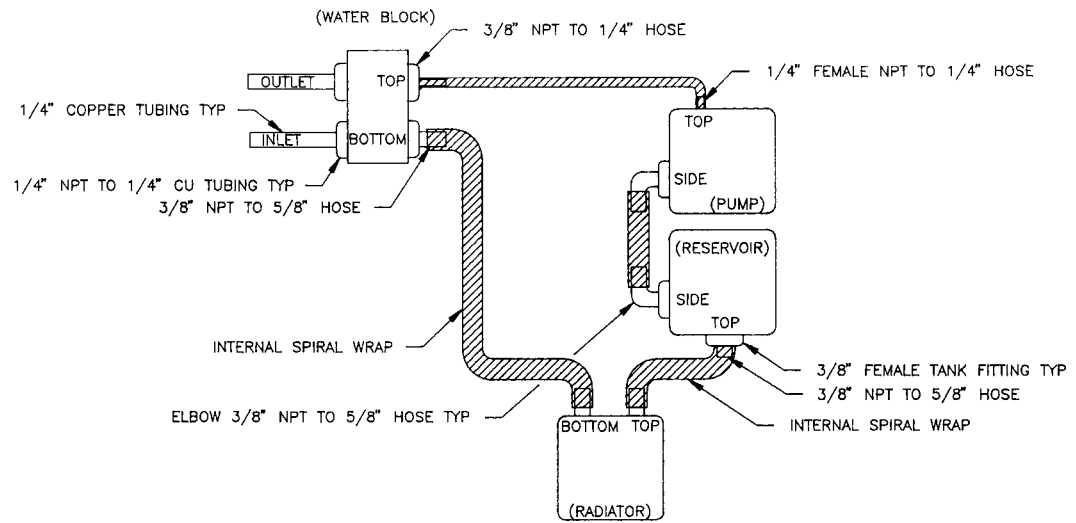 (WATER BLOCK)
3/8" NPT TO 1/4" HOSE
OUTLET
TOP
1/4" FEMALE NPT TO 1/4" HOSE
1/4" COPPER TUBING TYP
TOP
INLET
BOTTOM
SIDE
1/4" NPT TO 1/4" CU TUBING TYP
3/8" NPT TO 5/8" HOSE
(PUMP)
(RESERVOIR)
SIDE
TOP
INTERNAL SPIRAL WRAP
3/8" FEMALE TANK FITTING TYP
3/8" NPT TO 5/8" HOSE
ELBOW 3/8" NPT TO 5/8" HOSE TYP
BOTTOM TOP
INTERNAL SPIRAL WRAP
(RADIATOR)